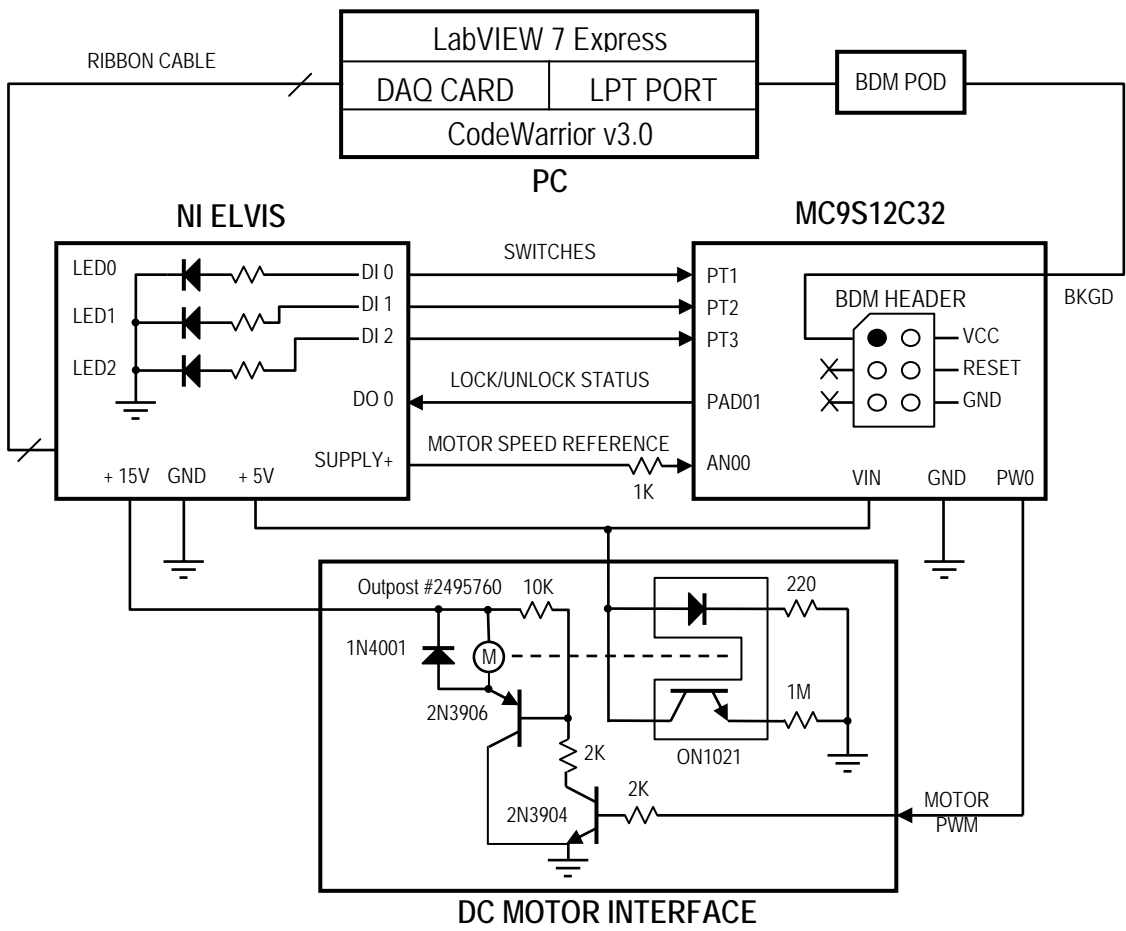 LabVIEW 7 Express
RIBBON CABLE
DAQ CARD
LPT PORT
BDM POD
CodeWarrior v3.0
PC
NI ELVIS
MC9S12C32
LED0
DI 0
SWITCHES
PT1
LED1
DI 1
PT2
BDM HEADER
BKGD
LED2
DI 2
PT3
VCC
RESET
LOCK/UNLOCK STATUS
DO 0
PAD01
GND
MOTOR SPEED REFERENCE
SUPPLY+
AN00
1K
+ 15V
GND
+ 5V
VIN
GND
PW0
Outpost #2495760
10K
220
1N4001
M
1M
2N3906
2K
ON1021
2K
2N3904
MOTOR
PWM
DC MOTOR INTERFACE